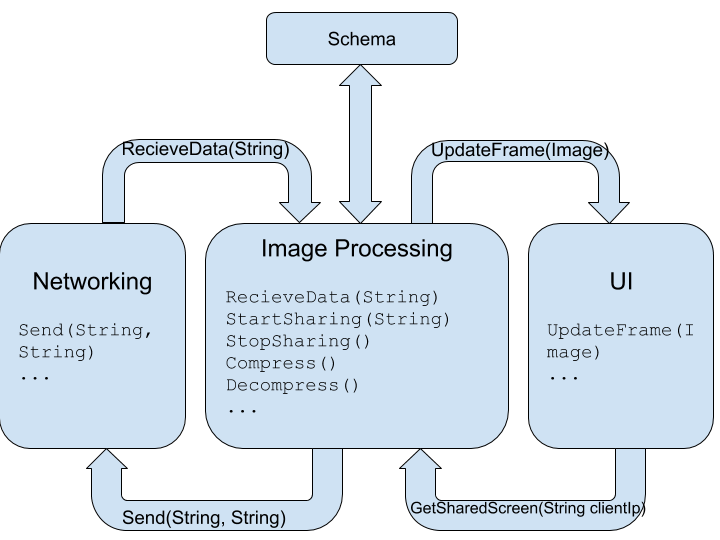 Schema
RecieveData(String)
UpdateFrame(Image)
Networking
Send(String,
String)
...
Image Processing
RecieveData(String)
StartSharing(String)
StopSharing()
Compress()
Decompress()
...
UI
UpdateFrame(I
mage)
...
Send(String, String)
GetSharedScreen(String clientIp)